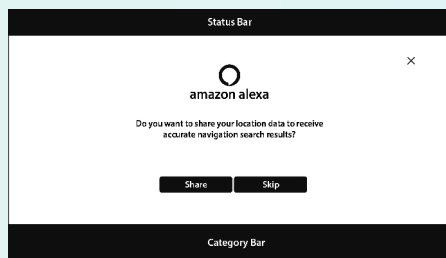 Status Bar
amazon alexa
Do you want to share your location data to receive
accurate navigation search results?
Share Skip
Category Bar